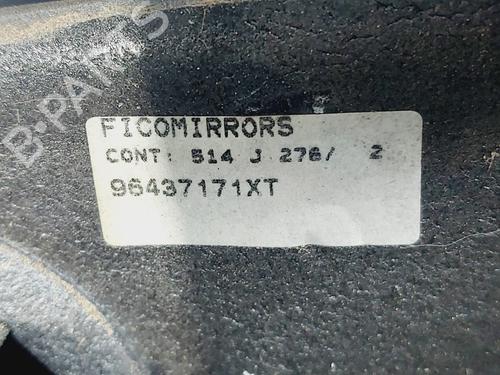 B-PARTS
FICOMIRRORS
CONT: 514 J 276/ 2
96437171XT